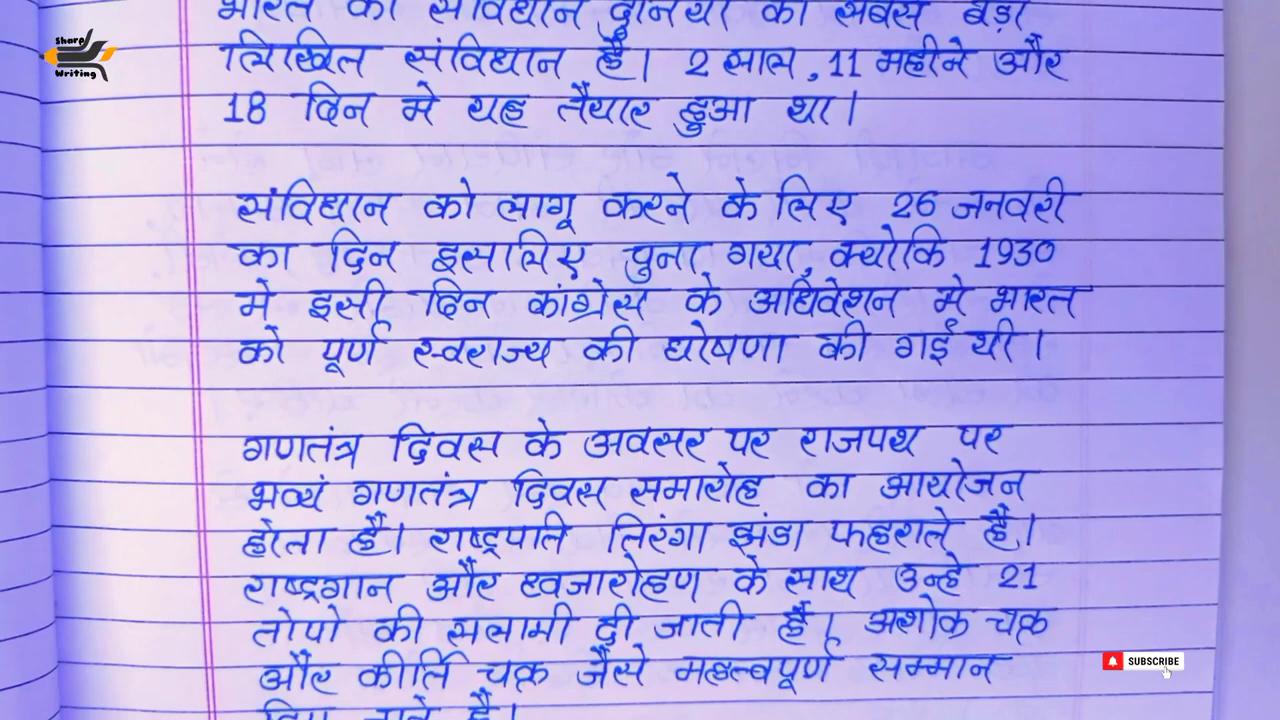 Sharp
Writing
भारत का संविधान दुनिया का सबसे बड़ा
लिखित संविधान है। 2 साल, 11 महीने और
18 दिन मे यह तैयार हुआ था।
संविधान को लागू करने के लिए 26 जनवरी
का दिन इसलिए चुना गया, क्योकि 1930
मे इसी दिन कांग्रेस के अधिवेशन मे भारत
को पूर्ण स्वराज्य की घोषणा की गई थी।
गणतंत्र दिवस के अवसर पर राजपथ पर
भव्यं गणतंत्र दिवस समारोह का आयोजन
होता है। राष्ट्रपति तिरंगा झंडा फहराते है।
राष्ट्रगान और ध्वजारोहण के साथ उन्हे 21
तोपो की सलामी दी जाती है। अशोक चक्र
और कीर्ति चक्र जैसे महत्वपूर्ण सम्मान
दिए जाते है।
SUBSCRIBE